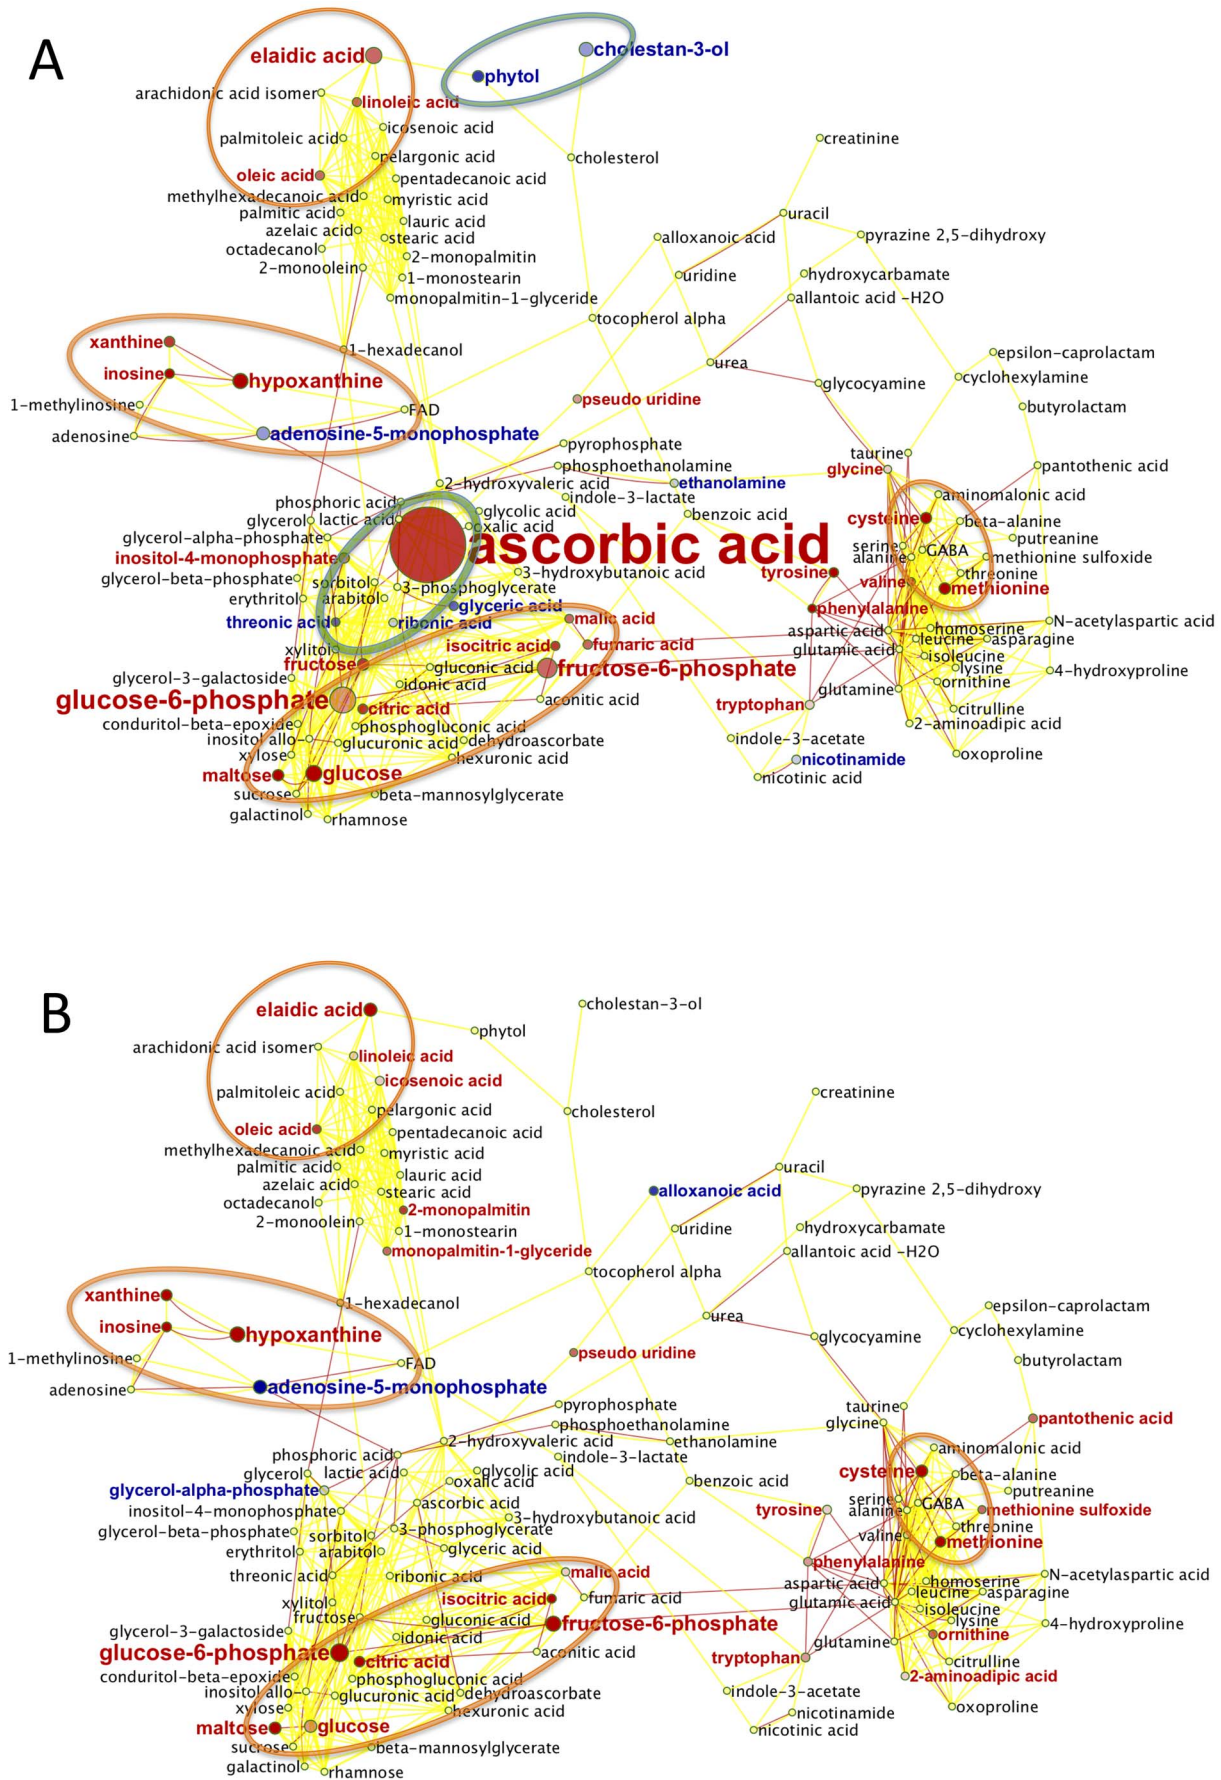 A
elaidic acid
cholestan-3-ol
phytol
arachidonic acid isomer
linoleic acid
icosenoic acid
palmitoleic acid
creatinine
pelargonic acid
cholesterol
oleic acid
pentadecanoic acid
methylhexadecanoic acid
myristic acid
palmitic acid
uracil
lauric acid
azelaic acid
stearic acid
alloxanoic acid
pyrazine 2,5-dihydroxy
octadecanol
2-monopalmitin
2-monoolein
1-monostearin
uridine
hydroxycarbamate
monopalmitin-1-glyceride
allantoic acid -H2O
tocopherol alpha
xanthine
1-hexadecanol
epsilon-caprolactam
urea
inosine
hypoxanthine
glycocyamine
cyclohexylamine
1-methylinosine
FAD
pseudo uridine
butyrolactam
adenosine
adenosine-5-monophosphate
pyrophosphate
taurine
phosphoethanolamine
glycine
pantothenic acid
2-hydroxyvaleric acid
ethanolamine
phosphoric acid
indole-3-lactate
aminomalonic acid
glycerol
lactic acid
glycolic acid
benzoic acid
cysteine
beta-alanine
oxalic acid
glycerol-alpha-phosphate
ascorbic acid
putreanine
serine
GABA
inositol-4-monophosphate
alanine
methionine sulfoxide
glycerol-beta-phosphate
sorbitol
3-phosphoglycerate
3-hydroxybutanoic acid
tyrosine
valine
threonine
methionine
erythritol
arabitol
glyceric acid
phenylalanine
threonic acid
ribonic acid
malic acid
aspartic acid
homoserine
N-acetylaspartic acid
xylitol
isocitric acid
fumaric acid
leucine
asparagine
glutamic acid
isoleucine
fructose
gluconic acid
fructose-6-phosphate
lysine
4-hydroxyproline
glycerol-3-galactoside
idonic acid
glutamine
ornithine
glucose-6-phosphate
citric acid
aconitic acid
tryptophan
citrulline
conduritol-beta-epoxide
phosphogluconic acid
2-aminoadipic acid
inositol allo-
glucuronic acid
dehydroascorbate
indole-3-acetate
xylose
hexuronic acid
nicotinamide
oxoproline
maltose
glucose
nicotinic acid
sucrose
beta-mannosylglycerate
galactinol
rhamnose
B
elaidic acid
cholestan-3-ol
phytol
arachidonic acid isomer
linoleic acid
icosenoic acid
palmitoleic acid
creatinine
pelargonic acid
cholesterol
oleic acid
pentadecanoic acid
methylhexadecanoic acid
myristic acid
palmitic acid
uracil
lauric acid
azelaic acid
stearic acid
alloxanoic acid
pyrazine 2,5-dihydroxy
octadecanol
2-monopalmitin
2-monoolein
1-monostearin
uridine
hydroxycarbamate
monopalmitin-1-glyceride
allantoic acid -H2O
tocopherol alpha
xanthine
1-hexadecanol
epsilon-caprolactam
urea
inosine
hypoxanthine
glycocyamine
cyclohexylamine
1-methylinosine
FAD
pseudo uridine
butyrolactam
adenosine
adenosine-5-monophosphate
pyrophosphate
taurine
phosphoethanolamine
glycine
pantothenic acid
2-hydroxyvaleric acid
ethanolamine
phosphoric acid
indole-3-lactate
aminomalonic acid
glycerol
lactic acid
glycolic acid
benzoic acid
cysteine
beta-alanine
oxalic acid
glycerol-alpha-phosphate
putreanine
serine
GABA
inositol-4-monophosphate
ascorbic acid
tyrosine
alanine
methionine sulfoxide
3-hydroxybutanoic acid
glycerol-beta-phosphate
sorbitol
3-phosphoglycerate
threonine
valine
methionine
erythritol
arabitol
glyceric acid
phenylalanine
threonic acid
ribonic acid
malic acid
aspartic acid
homoserine
N-acetylaspartic acid
xylitol
isocitric acid
fumaric acid
leucine
asparagine
glutamic acid
isoleucine
fructose
gluconic acid
fructose-6-phosphate
lysine
4-hydroxyproline
glycerol-3-galactoside
idonic acid
glutamine
ornithine
glucose-6-phosphate
citric acid
aconitic acid
tryptophan
citrulline
conduritol-beta-epoxide
phosphogluconic acid
2-aminoadipic acid
inositol allo-
glucuronic acid
dehydroascorbate
indole-3-acetate
xylose
hexuronic acid
nicotinamide
oxoproline
maltose
glucose
nicotinic acid
sucrose
beta-mannosylglycerate
galactinol
rhamnose